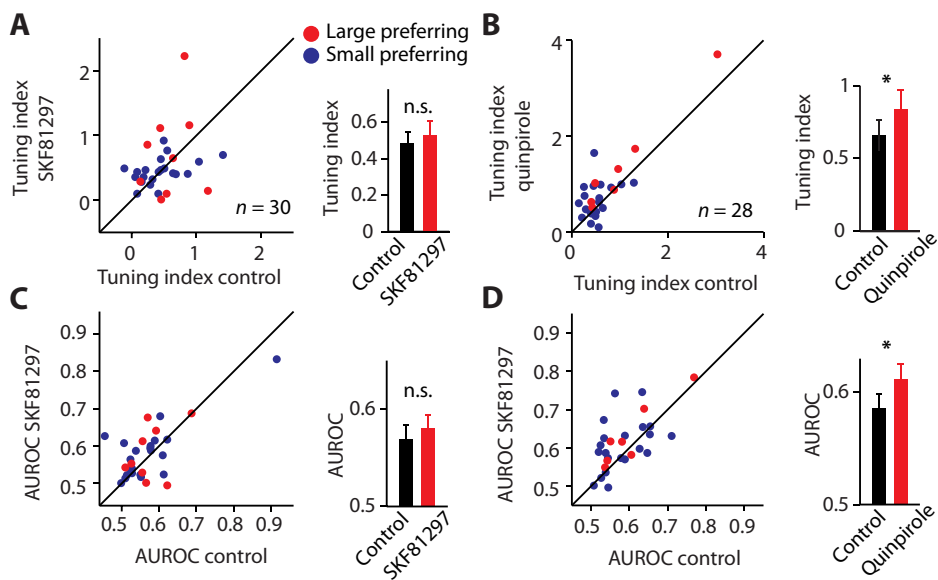 A
Large preferring
Small preferring
Tuning index
SKF81297
2
1
0
0
1
2
n = 30
Tuning index control
Tuning index
0.6
0.4
0.2
0
n.s.
Control
SKF81297
B
Tuning index
quinpirole
4
2
0
0
2
4
n = 28
Tuning index control
Tuning index
1
0.5
0
*
Control
Quinpirole
C
AUROC SKF81297
0.9
0.8
0.7
0.6
0.5
0.5
0.6
0.7
0.8
0.9
AUROC control
AUROC
0.6
0.5
n.s.
Control
SKF81297
D
AUROC SKF81297
0.9
0.8
0.7
0.6
0.5
0.5
0.6
0.7
0.8
0.9
AUROC control
AUROC
0.6
0.5
*
Control
Quinpirole